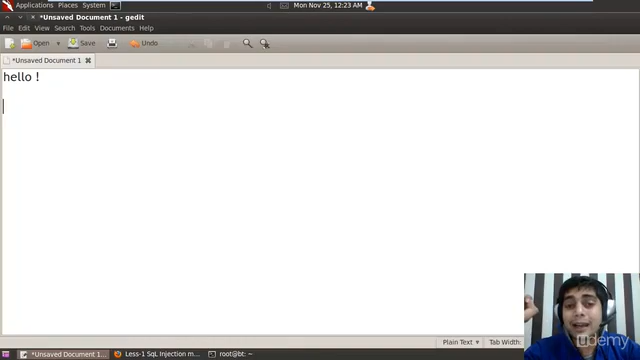 Applications Places System
Mon Nov 25, 12:23 AM
*Unsaved Document 1 - gedit
File Edit View Search Tools Documents Help
Open Save Undo
*Unsaved Document 1
hello !
Plain Text Tab Width:
udemy
*Unsaved Document 1... Less-1 SqL Injection m... root@bt: ~